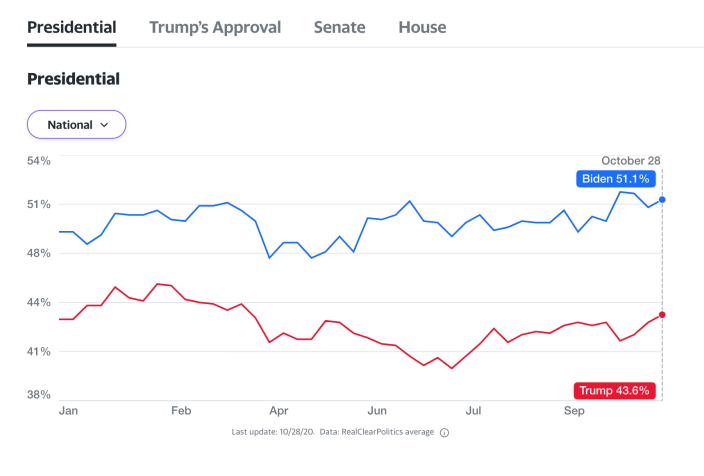 Presidential Trump's Approval Senate House
Presidential
National
54%
October 28
Biden 51.1%
51%
48%
44%
41%
38%
Trump 43.6%
Jan Feb Apr Jun Jul Sep
Last update: 10/28/20. Data: RealClearPolitics average